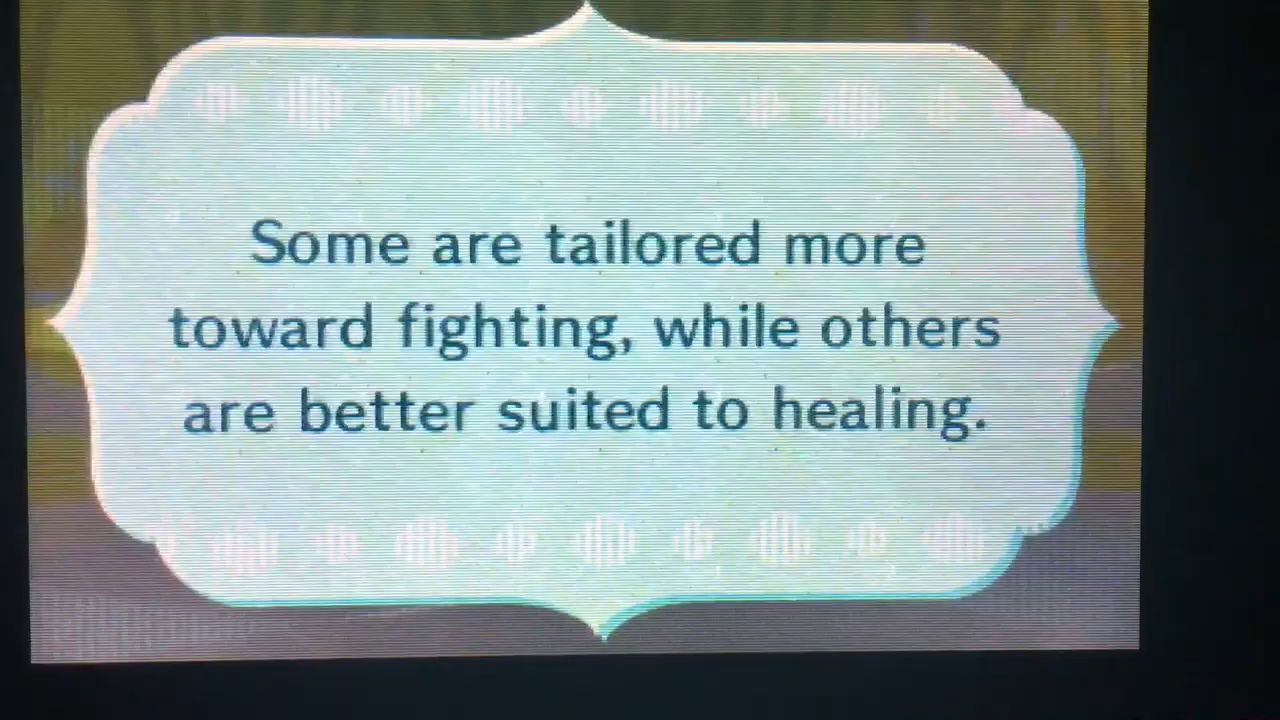 Some are tailored more
toward fighting, while others
are better suited to healing.